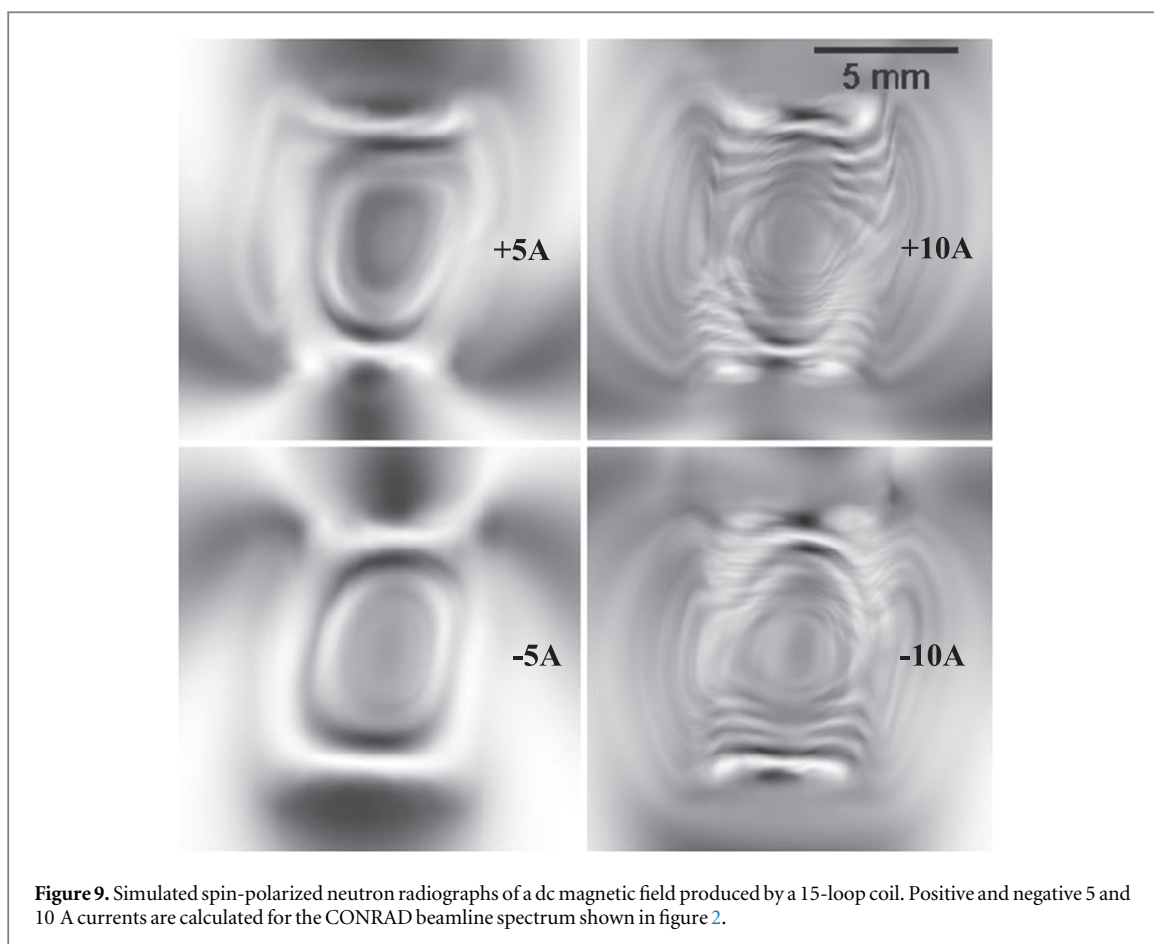 5 mm
+5A
+10A
-5A
-10A
Figure 9. Simulated spin-polarized neutron radiographs of a dc magnetic field produced by a 15-loop coil. Positive and negative 5 and
10 A currents are calculated for the CONRAD beamline spectrum shown in figure 2.